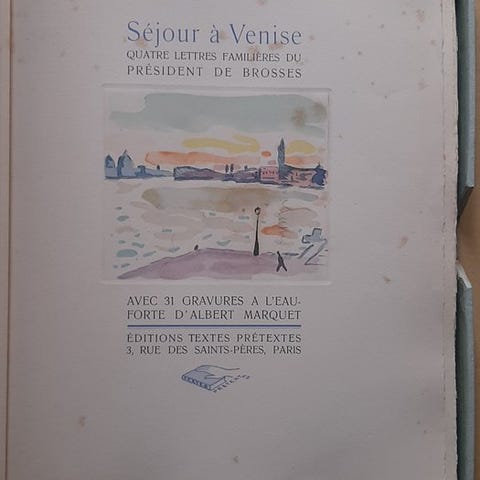 Séjour à Venise
QUATRE LETTRES FAMILIÈRES DU
PRÉSIDENT DE BROSSES
AVEC 31 GRAVURES A L'EAU-
FORTE D'ALBERT MARQUET
ÉDITIONS TEXTES PRÉTEXTES
3, RUE DES SAINTS-PÈRES, PARIS